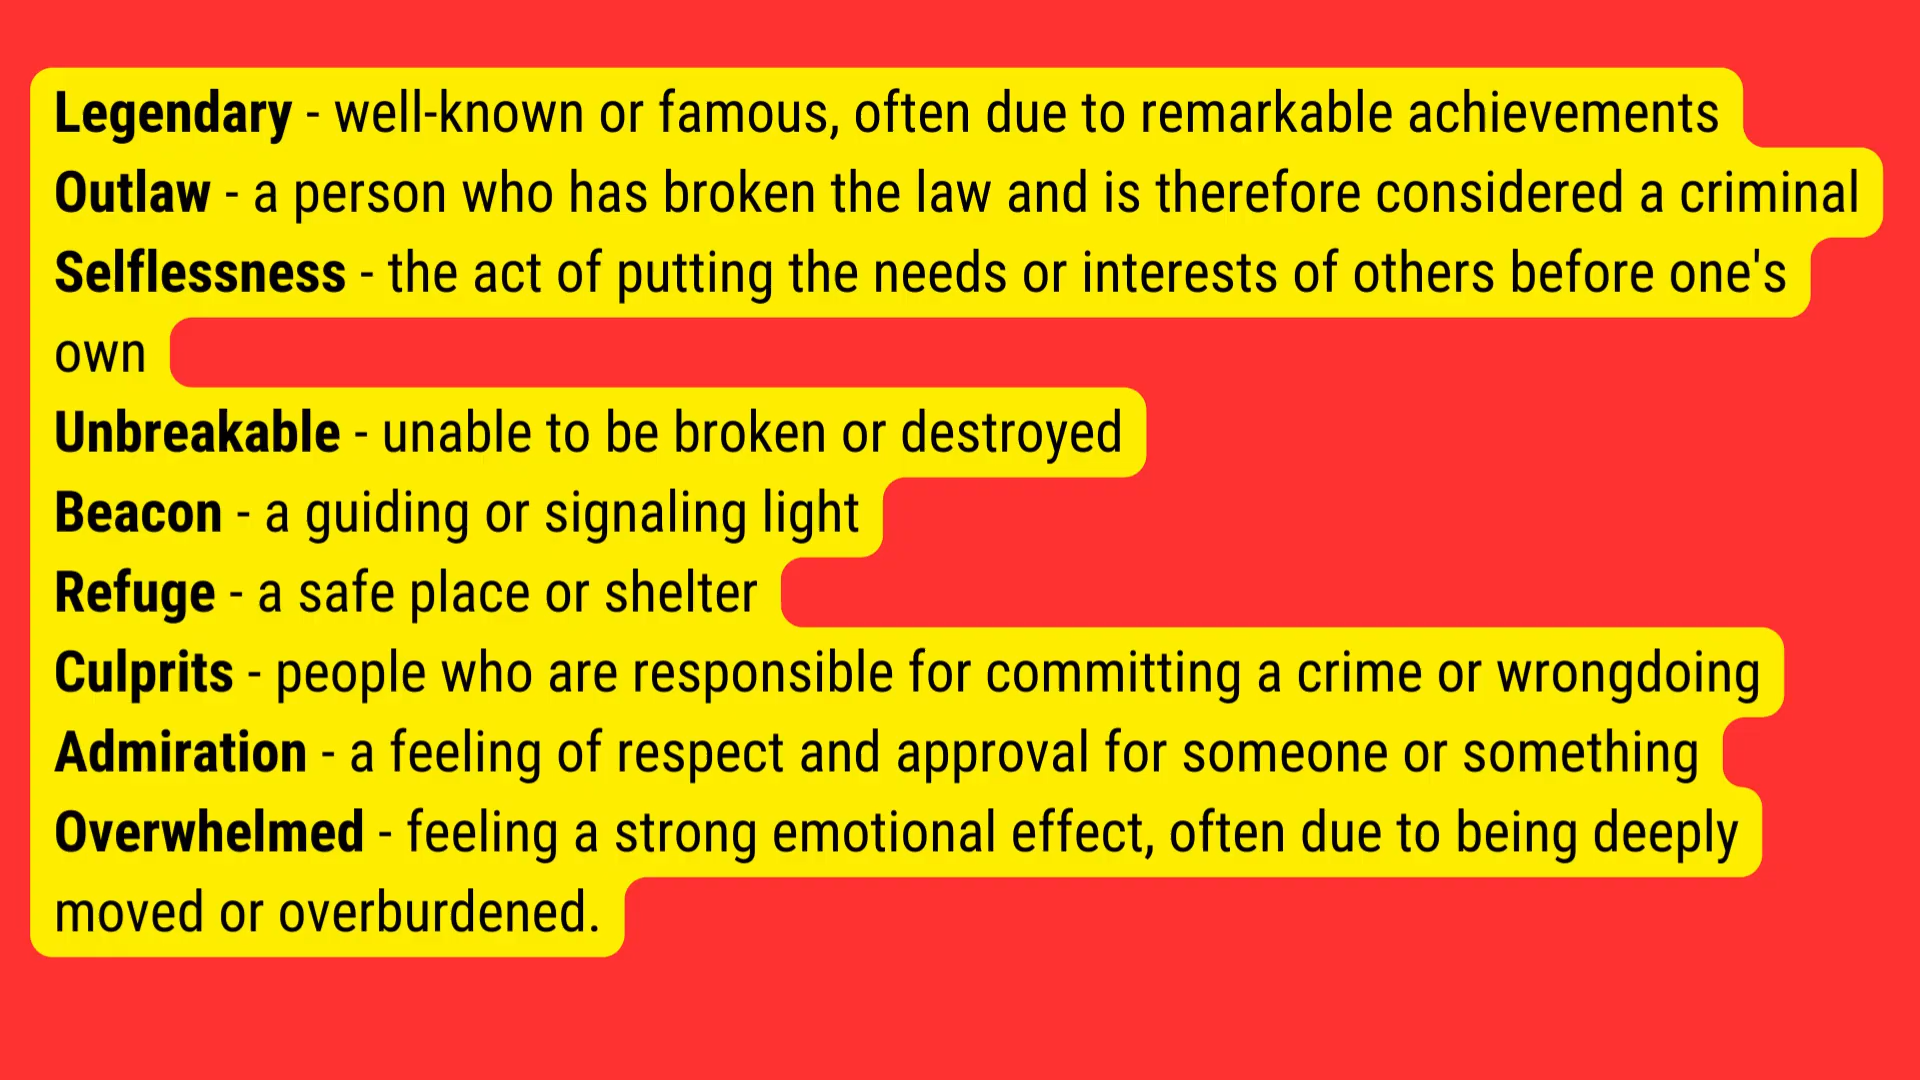 Legendary - well-known or famous, often due to remarkable achievements
Outlaw - a person who has broken the law and is therefore considered a criminal
Selflessness - the act of putting the needs or interests of others before one's
own
Unbreakable - unable to be broken or destroyed
Beacon - a guiding or signaling light
Refuge - a safe place or shelter
Culprits - people who are responsible for committing a crime or wrongdoing
Admiration - a feeling of respect and approval for someone or something
Overwhelmed - feeling a strong emotional effect, often due to being deeply
moved or overburdened.